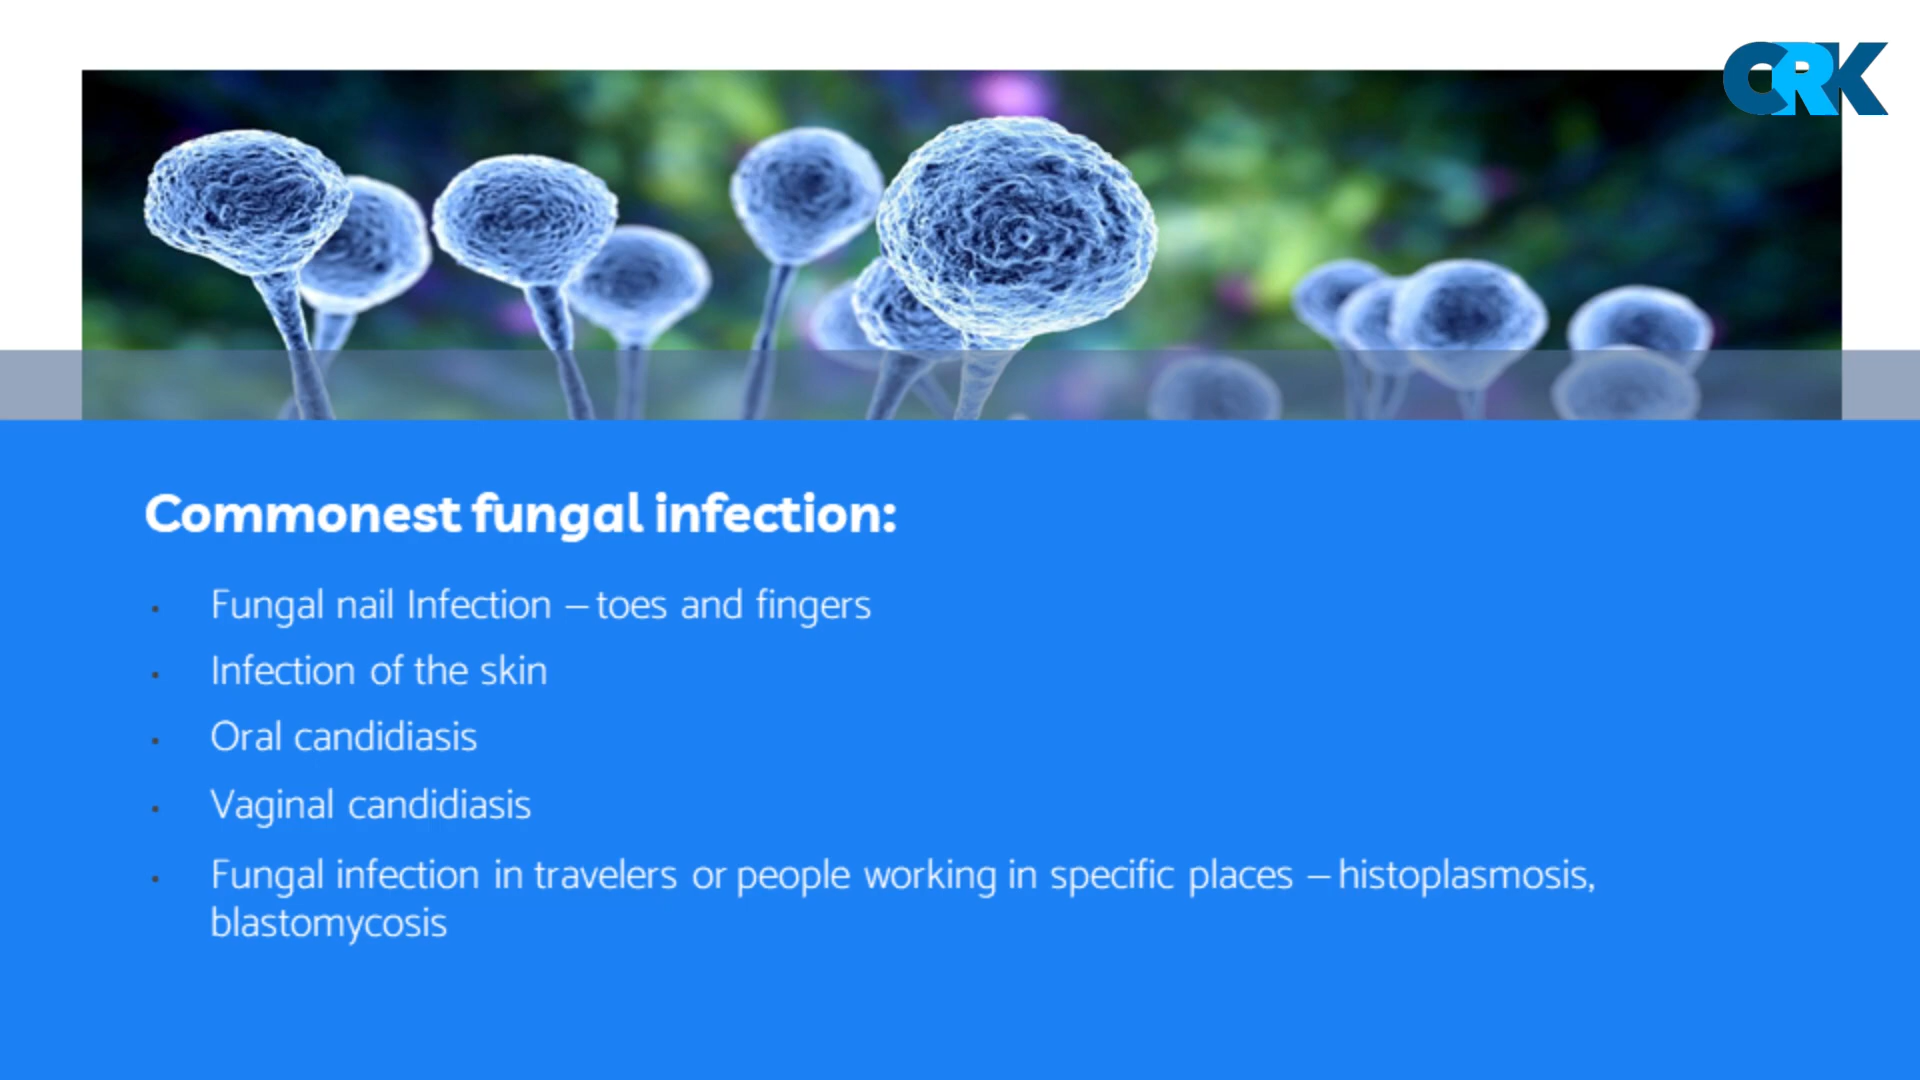 CRK
Commonest fungal infection:
• Fungal nail Infection – toes and fingers
• Infection of the skin
• Oral candidiasis
• Vaginal candidiasis
• Fungal infection in travelers or people working in specific places – histoplasmosis,
blastomycosis